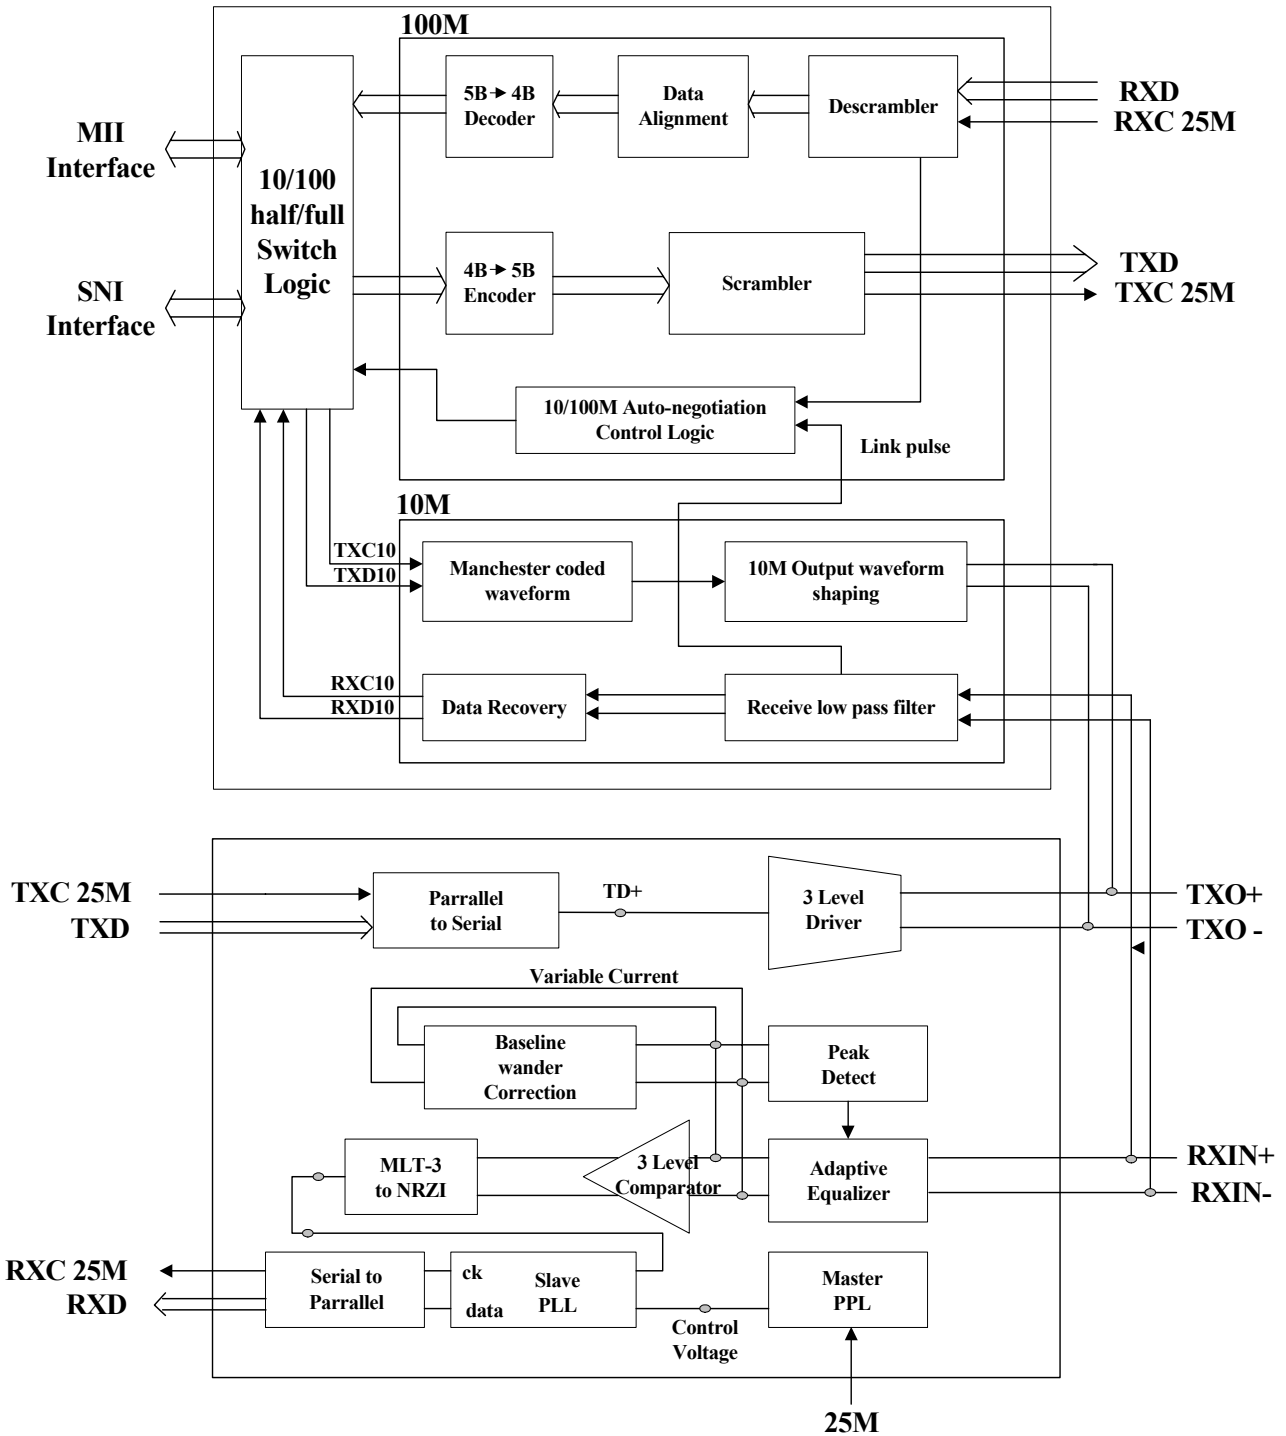 100M
MII
Interface
SNI
Interface
10/100
half/full
Switch
Logic
5B→4B
Decoder
Data
Alignment
Descrambler
RXD
RXC 25M
4B→5B
Encoder
Scrambler
TXD
TXC 25M
10/100M Auto-negotiation
Control Logic
Link pulse
10M
TXC10
TXD10
Manchester coded
waveform
10M Output waveform
shaping
RXC10
RXD10
Data Recovery
Receive low pass filter
TXC 25M
TXD
Parrallel
to Serial
TD+
3 Level
Driver
TXO+
TXO -
Variable Current
Baseline
wander
Correction
Peak
Detect
MLT-3
to NRZI
3 Level
Comparator
Adaptive
Equalizer
RXIN+
RXIN-
RXC 25M
RXD
Serial to
Parrallel
ck
data
Slave
PLL
Control
Voltage
Master
PPL
25M